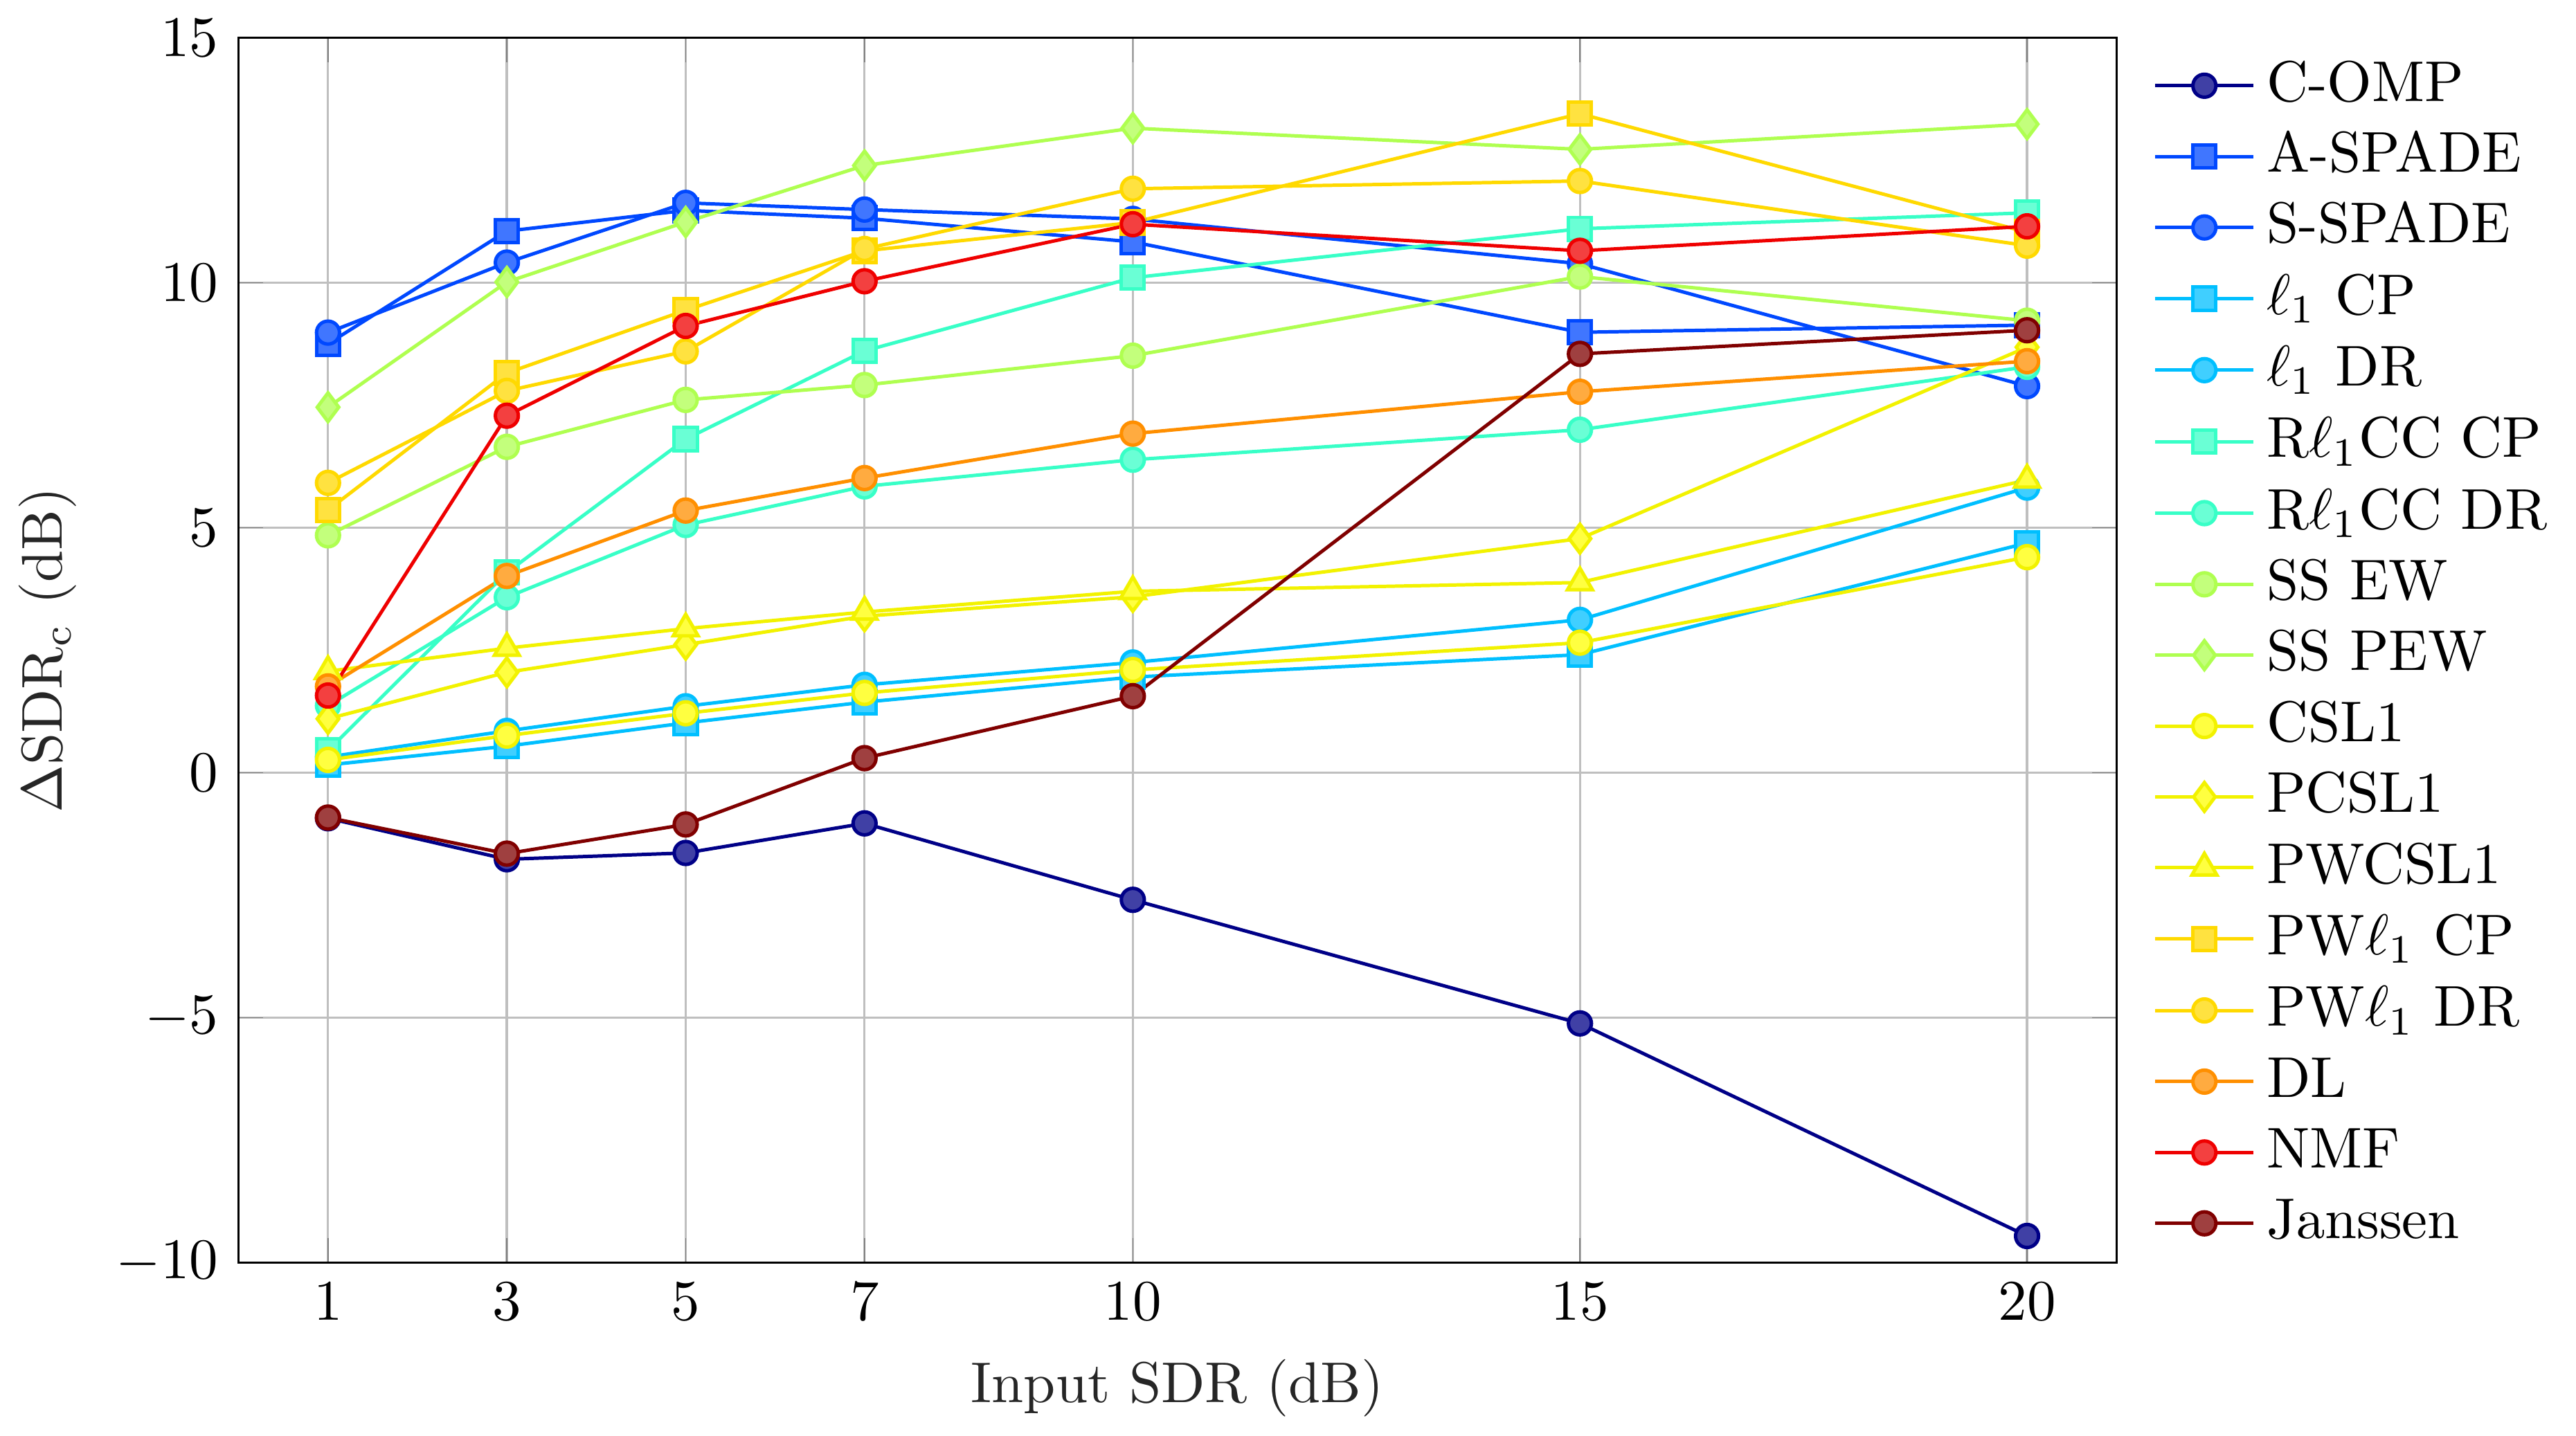 15
10
5
0
−5
−10
ΔSDR_c (dB)
1 3 5 7 10 15 20
Input SDR (dB)
C-OMP
A-SPADE
S-SPADE
ℓ₁ CP
ℓ₁ DR
Rℓ₁CC CP
Rℓ₁CC DR
SS EW
SS PEW
CSL1
PCSL1
PWCSL1
PWℓ₁ CP
PWℓ₁ DR
DL
NMF
Janssen